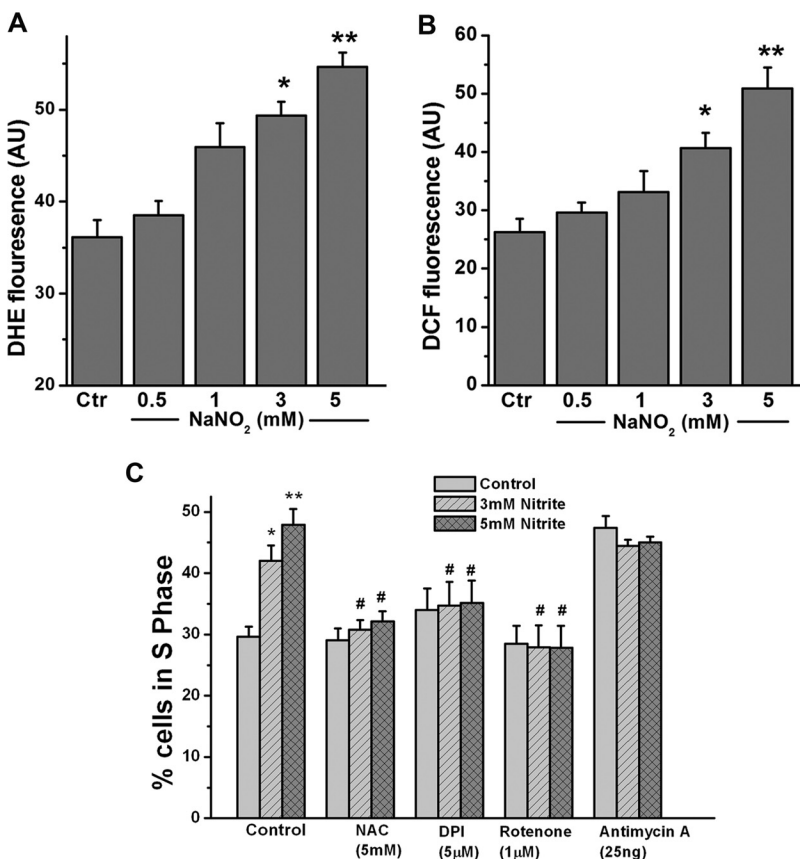 A
DHE flouresence (AU)
50
40
30
20
*
**
Ctr 0.5 1 3 5
NaNO2 (mM)
B
DCF fluorescence (AU)
60
50
40
30
20
10
0
*
**
Ctr 0.5 1 3 5
NaNO2 (mM)
C
% cells in S Phase
50
40
30
20
10
0
Control
3mM Nitrite
5mM Nitrite
* **
# #
# #
# #
Control NAC DPI Rotenone Antimycin A
(5mM) (5µM) (1µM) (25ng)